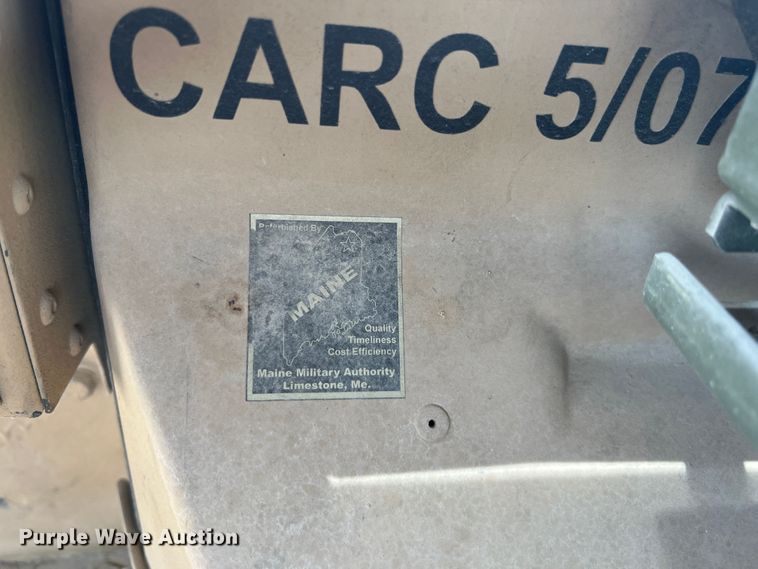 CARC 5/07
Refurbished By
MAINE
Quality
Timeliness
Cost Efficiency
Maine Military Authority
Limestone, Me.
Purple Wave Auction